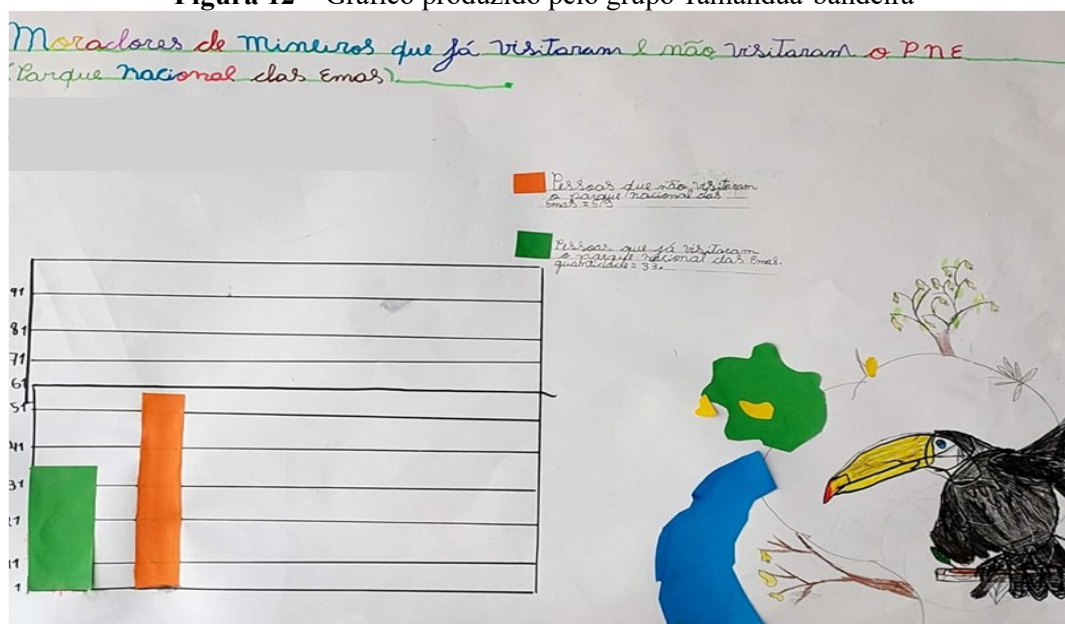 Figura 12 – Gráfico produzido pelo grupo Tamanduá-bandeira
Moradores de Mineiros que já visitaram e não visitaram o PNE
(Parque nacional das Emas).
Pessoas que não visitaram
o parque nacional das
Emas =
Pessoas que já visitaram
o parque nacional das Emas.
quantidade = 33.
91
81
71
61
51
41
31
21
11
1